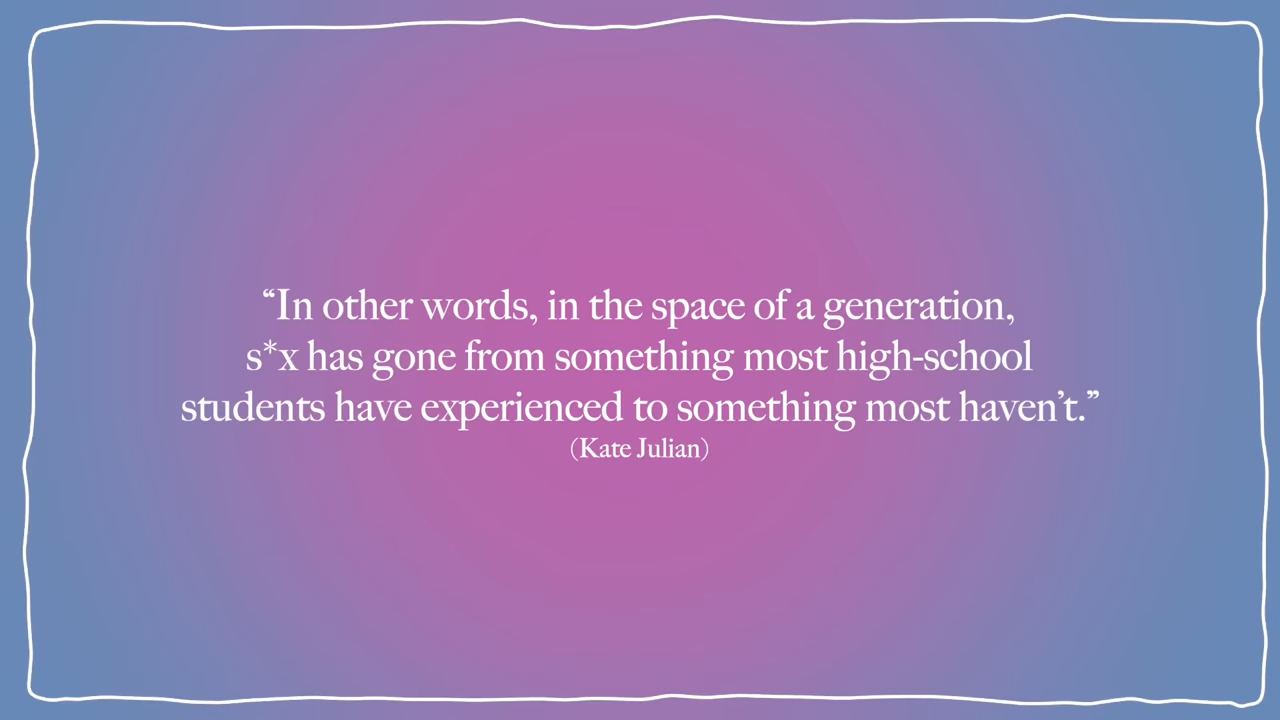 “In other words, in the space of a generation,
s*x has gone from something most high-school
students have experienced to something most haven’t.”
(Kate Julian)